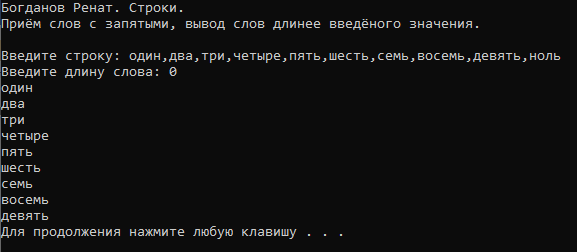 Богданов Ренат. Строки.
Приём слов с запятыми, вывод слов длинее введёного значения.
Введите строку: один,два,три,четыре,пять,шесть,семь,восемь,девять,ноль
Введите длину слова: 0
один
два
три
четыре
пять
шесть
семь
восемь
девять
Для продолжения нажмите любую клавишу . . .